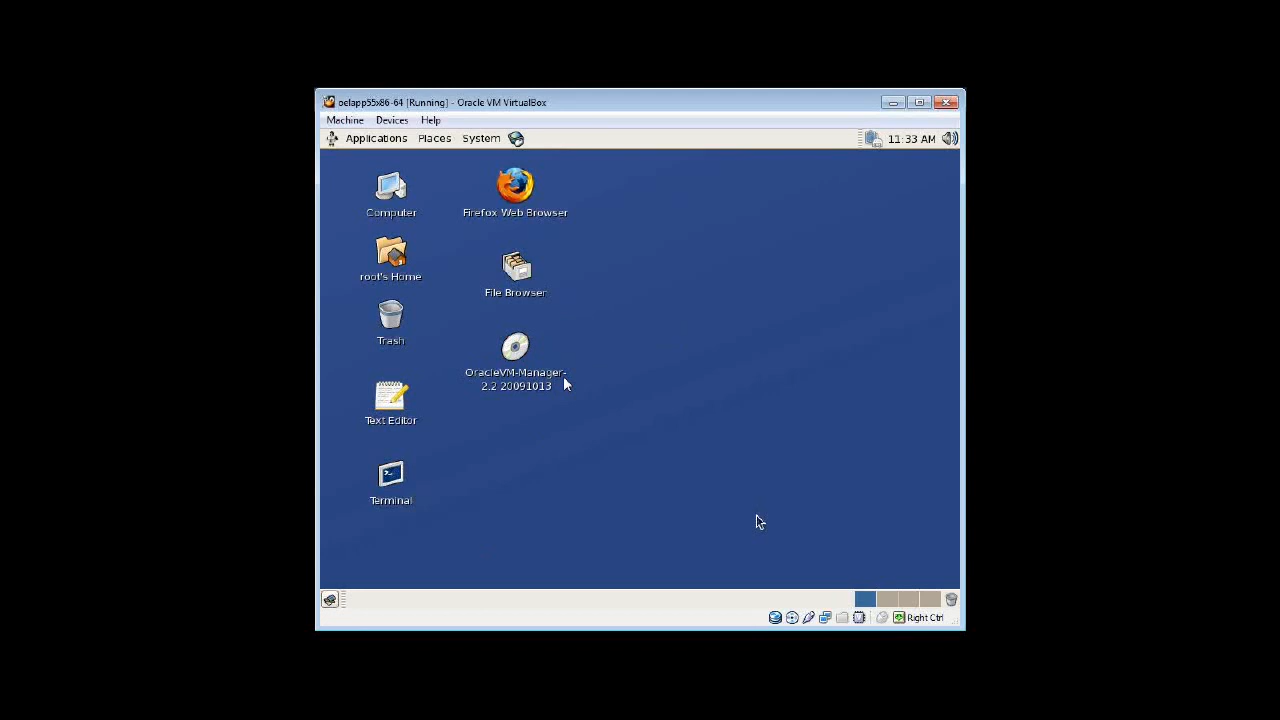 oelapp55x86-64 [Running] - Oracle VM VirtualBox
Machine Devices Help
Applications Places System 11:33 AM
Computer
Firefox Web Browser
root's Home
File Browser
Trash
OracleVM-Manager-
2.2 20091013
Text Editor
Terminal
Right Ctrl